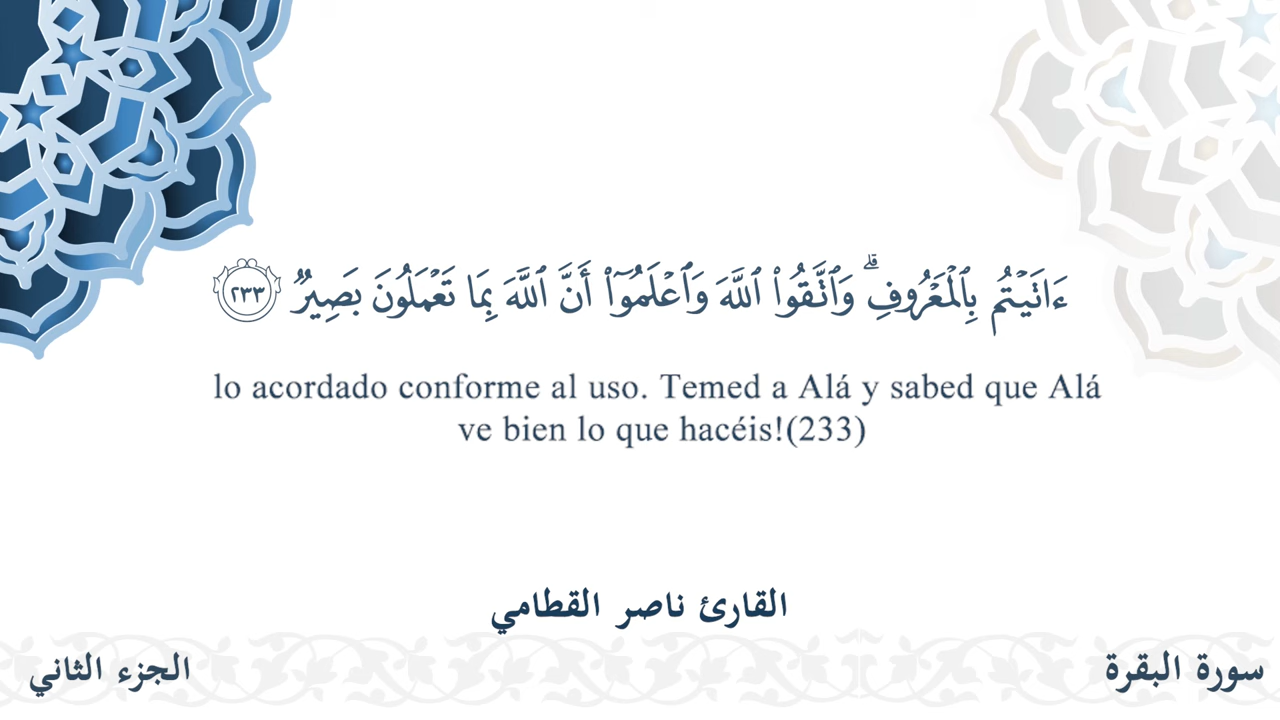 ءَاتَيْتُم بِٱلْمَعْرُوفِ ۗ وَٱتَّقُوا۟ ٱللَّهَ وَٱعْلَمُوٓا۟ أَنَّ ٱللَّهَ بِمَا تَعْمَلُونَ بَصِيرٌ ٢٣٣
lo acordado conforme al uso. Temed a Alá y sabed que Alá
ve bien lo que hacéis!(233)
القارئ ناصر القطامي
سورة البقرة
الجزء الثاني